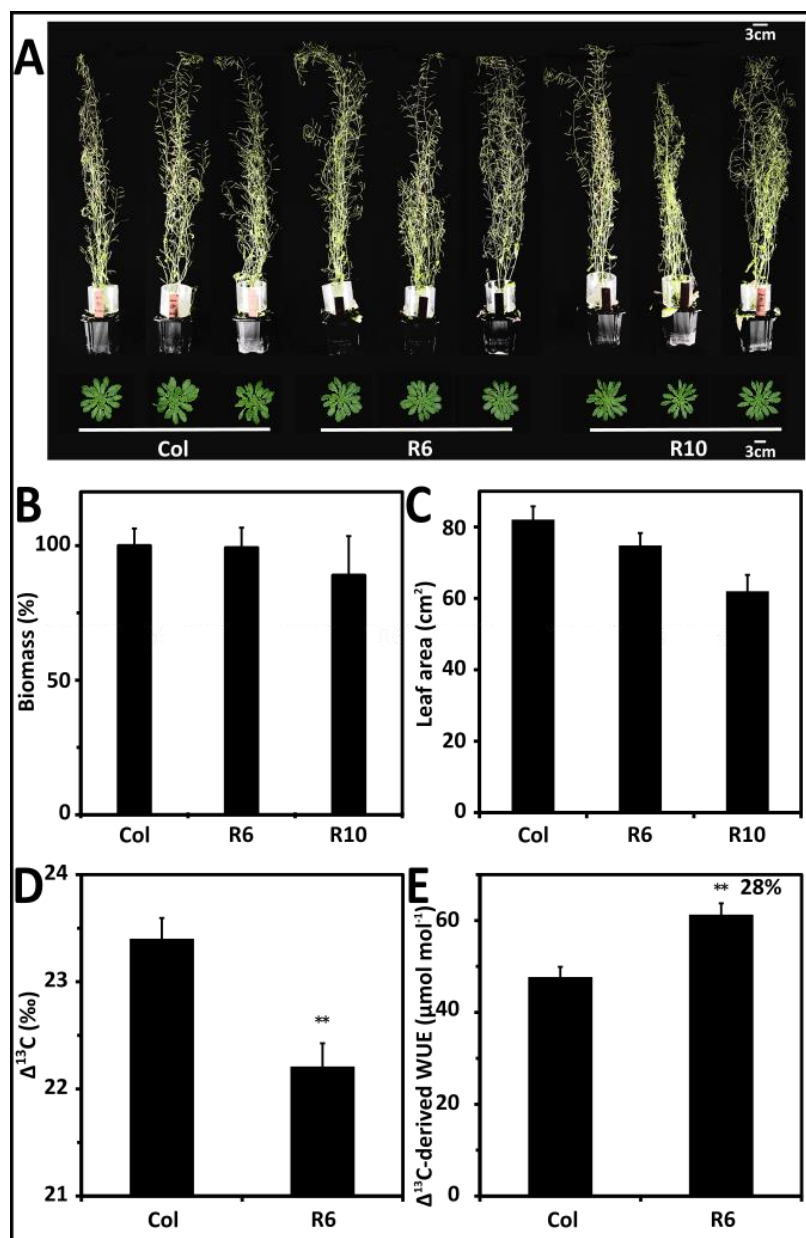 A
3cm
Col
R6
R10
3cm
B
Biomass (%)
100
50
0
Col
R6
R10
C
Leaf area (cm²)
80
60
40
20
0
Col
R6
R10
D
Δ¹³C (‰)
24
23
22
21
**
Col
R6
E
Δ¹³C-derived WUE (µmol mol⁻¹)
60
40
20
0
** 28%
Col
R6